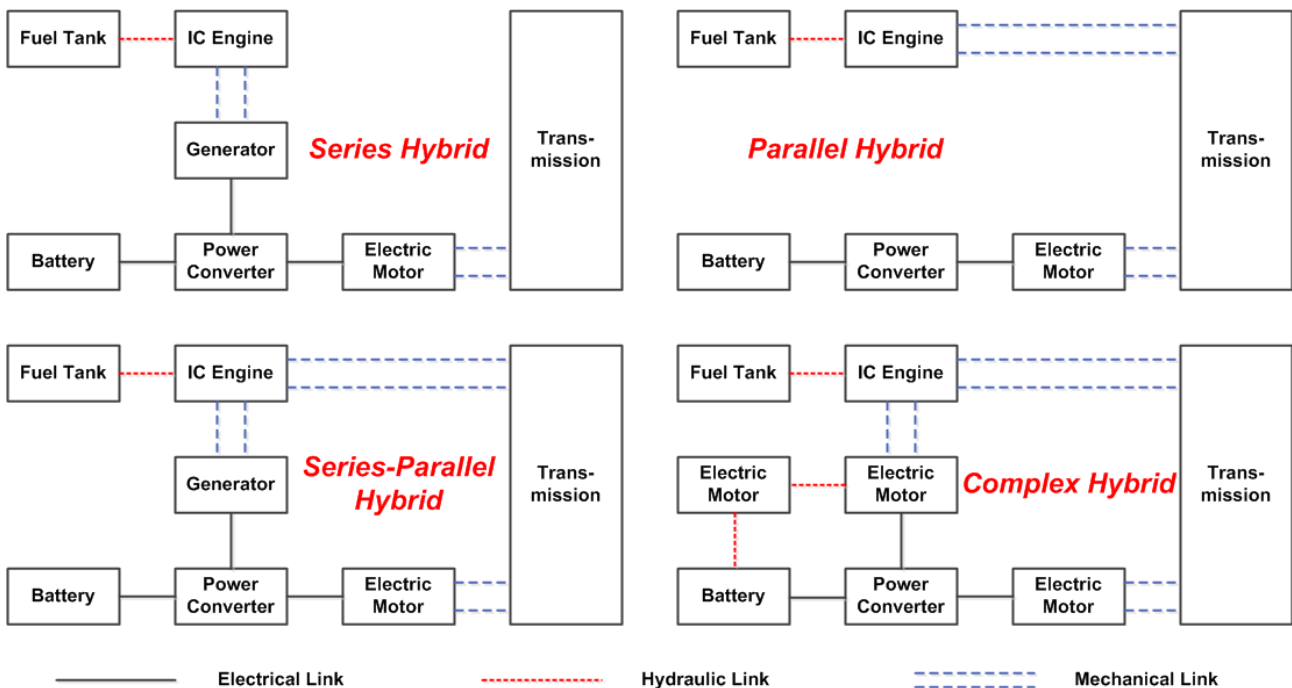 Fuel Tank
IC Engine
Generator
Series Hybrid
Trans-
mission
Battery
Power
Converter
Electric
Motor
Fuel Tank
IC Engine
Parallel Hybrid
Trans-
mission
Battery
Power
Converter
Electric
Motor
Fuel Tank
IC Engine
Generator
Series-Parallel
Hybrid
Trans-
mission
Battery
Power
Converter
Electric
Motor
Fuel Tank
IC Engine
Electric
Motor
Electric
Motor
Complex Hybrid
Trans-
mission
Battery
Power
Converter
Electric
Motor
Electrical Link
Hydraulic Link
Mechanical Link